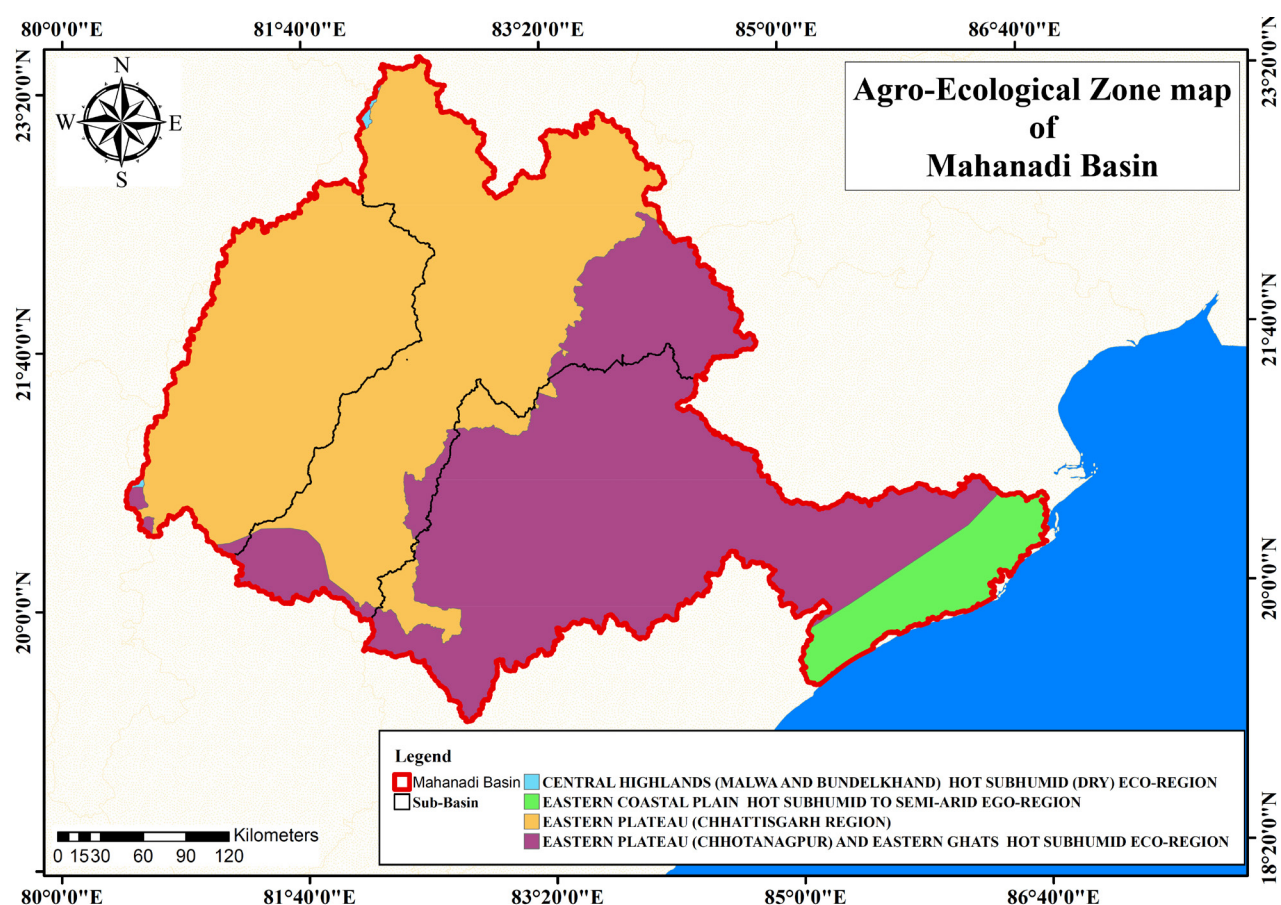 80°0'0"E 81°40'0"E 83°20'0"E 85°0'0"E 86°40'0"E
23°20'0"N
23°20'0"N
N
W E
S
Agro-Ecological Zone map
of
Mahanadi Basin
21°40'0"N
21°40'0"N
20°0'0"N
20°0'0"N
18°20'0"N
Legend
Mahanadi Basin
Sub-Basin
CENTRAL HIGHLANDS (MALWA AND BUNDELKHAND) HOT SUBHUMID (DRY) ECO-REGION
EASTERN COASTAL PLAIN HOT SUBHUMID TO SEMI-ARID EGO-REGION
EASTERN PLATEAU (CHHATTISGARH REGION)
EASTERN PLATEAU (CHHOTANAGPUR) AND EASTERN GHATS HOT SUBHUMID ECO-REGION
Kilometers
0 15 30 60 90 120
80°0'0"E 81°40'0"E 83°20'0"E 85°0'0"E 86°40'0"E